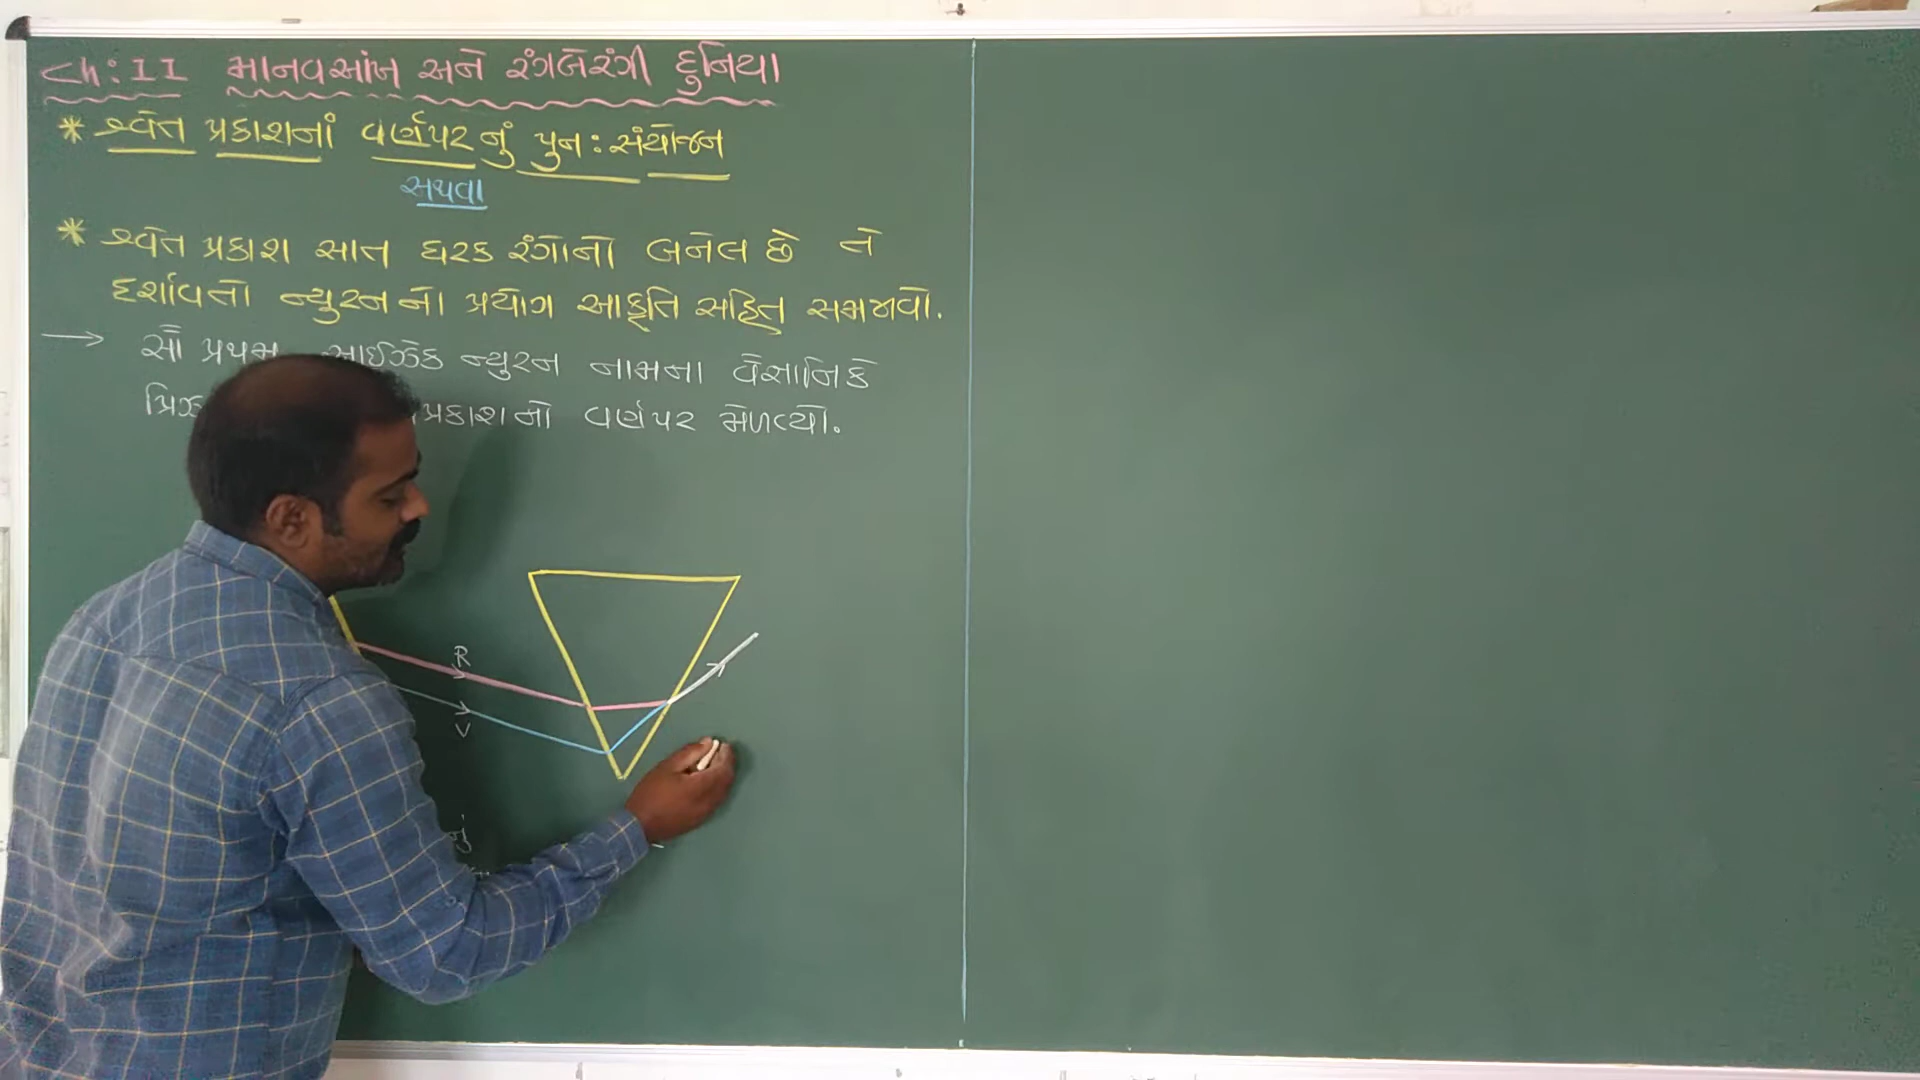 Ch: II માનવઆંખ અને રંગબેરંગી દુનિયા
* શ્વેત પ્રકાશનાં વર્ણપટનું પુન: સંયોજન
અથવા
* શ્વેત પ્રકાશ સાત ઘટક રંગોનો બનેલ છે તે
દર્શાવતો ન્યુટનનો પ્રયોગ આકૃતિ સહિત સમજાવો.
→ સૌ પ્રથમ આઈઝેક ન્યુટન નામના વૈજ્ઞાનિકે
પ્રકાશનો વર્ણપટ મેળવ્યો.
R
V
નું